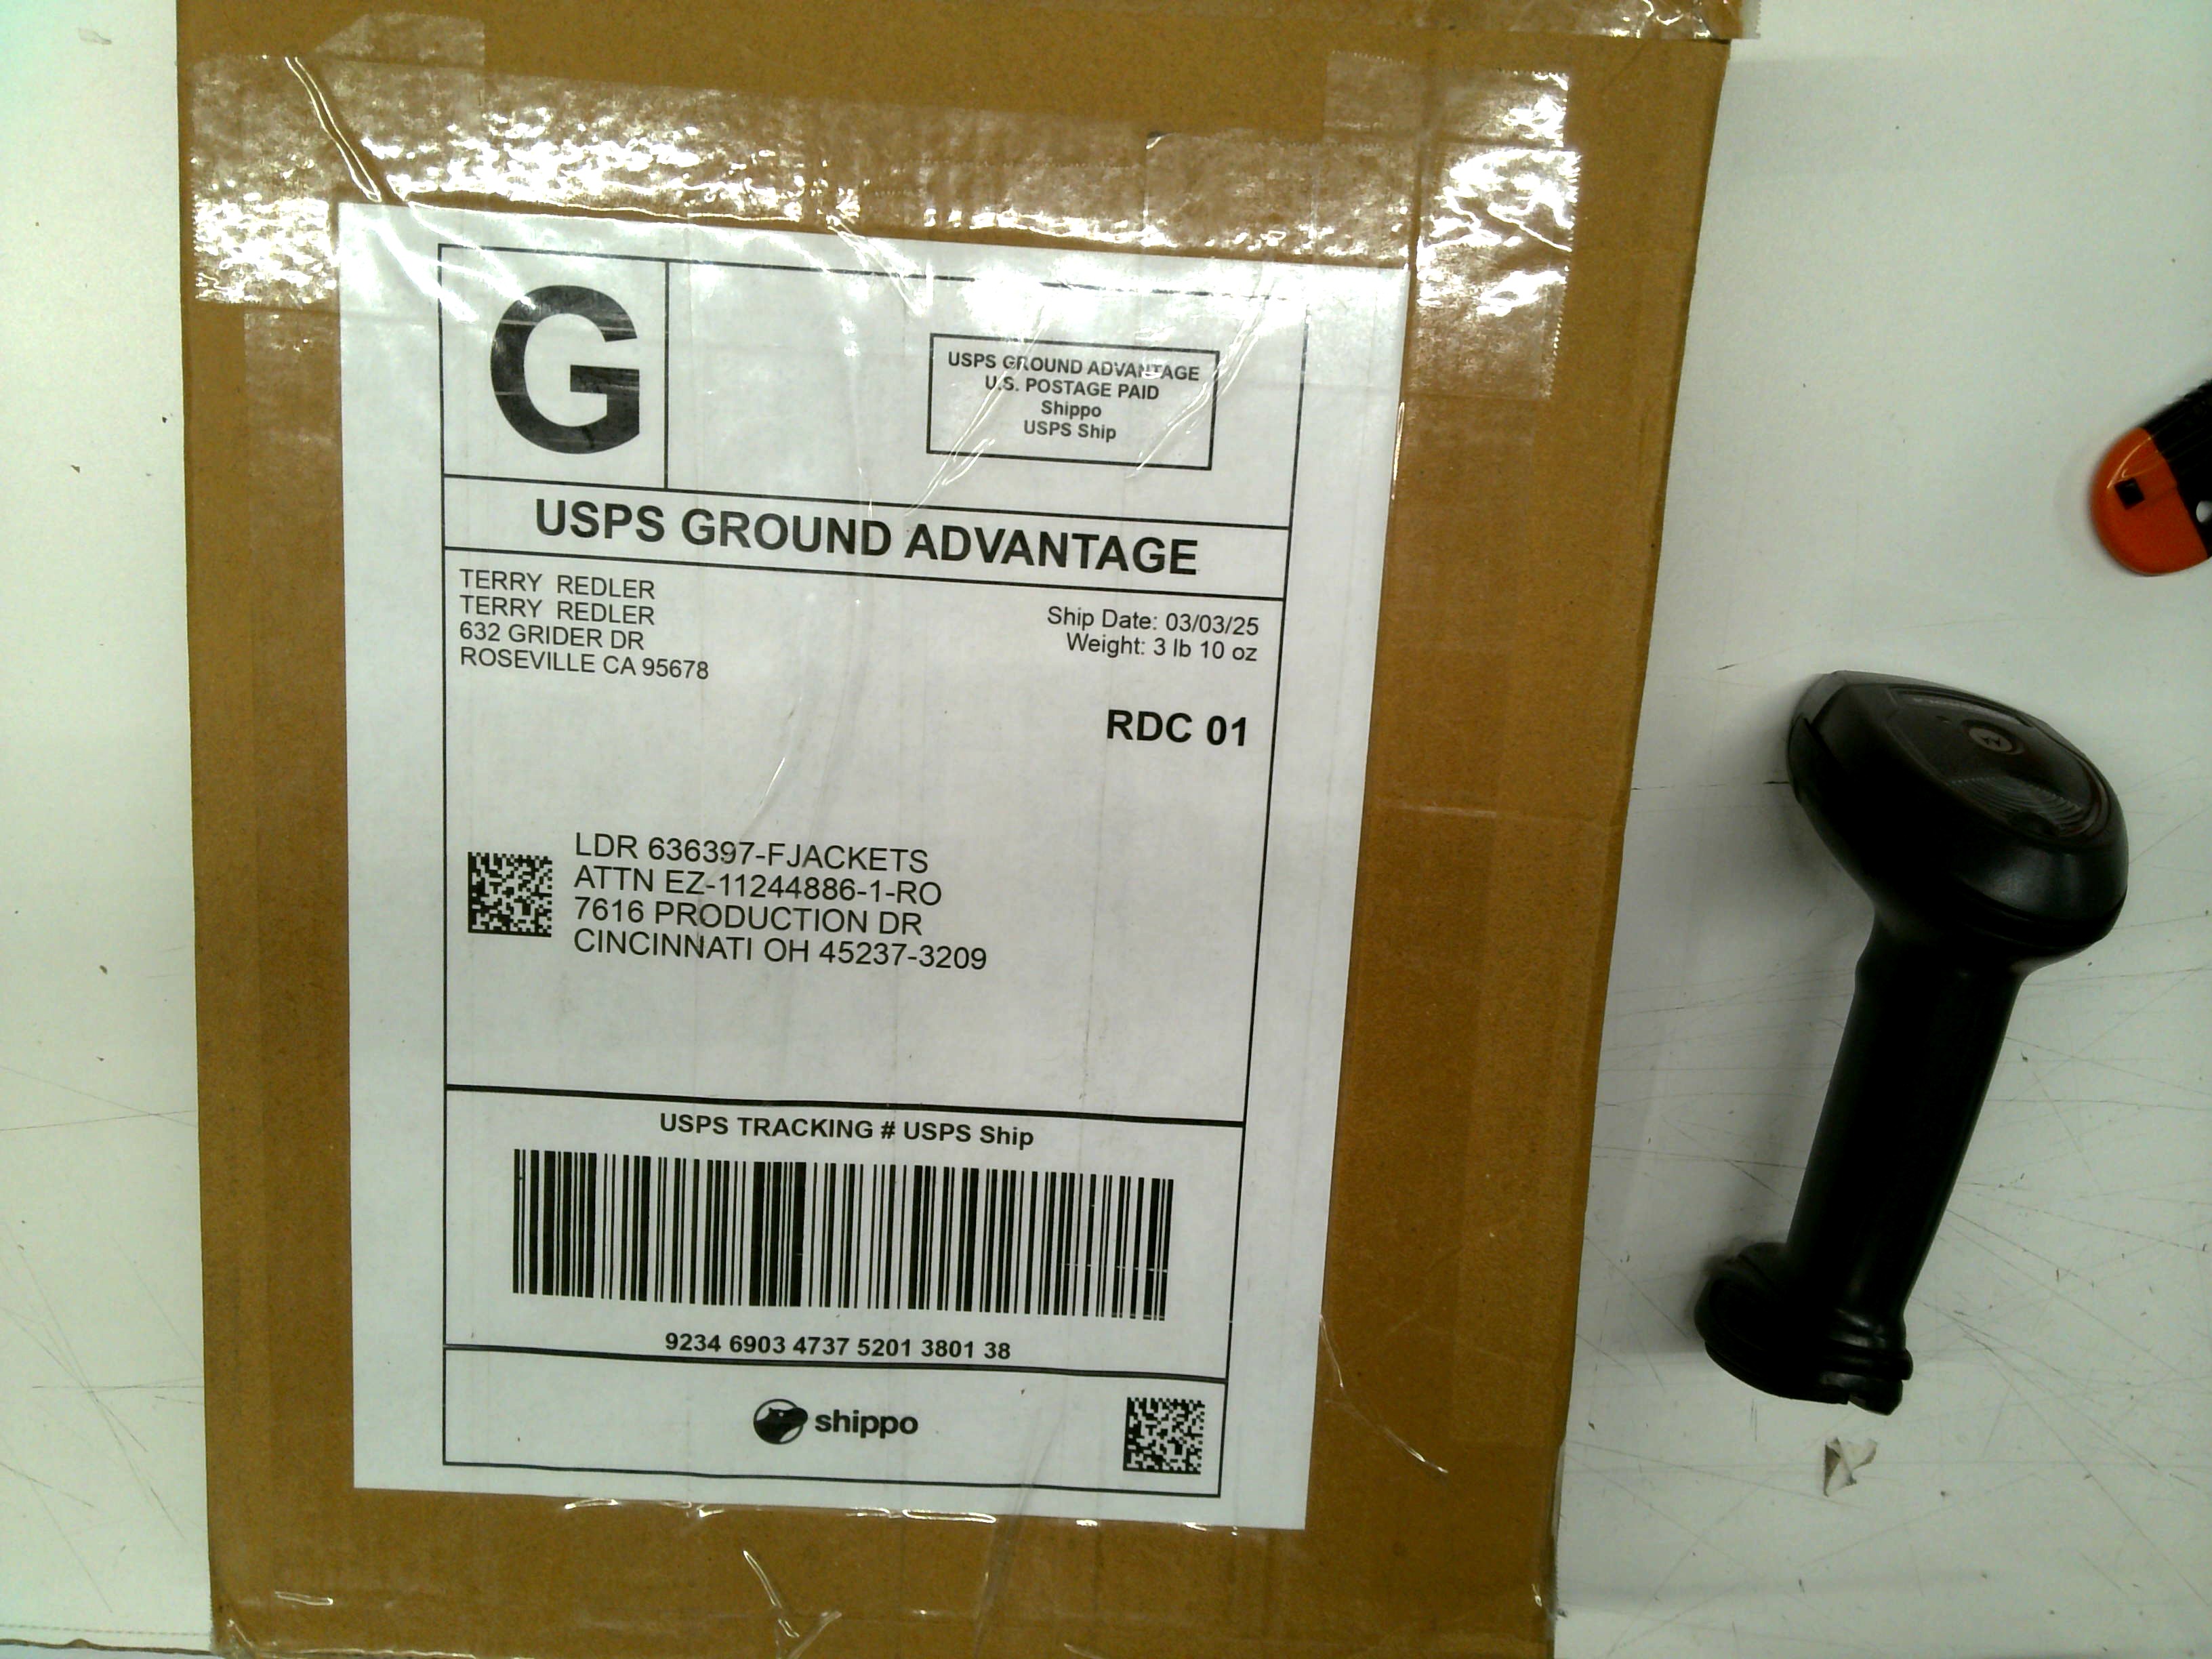 G
USPS GROUND ADVANTAGE
U.S. POSTAGE PAID
Shippo
USPS Ship
USPS GROUND ADVANTAGE
TERRY  REDLER
TERRY  REDLER
632 GRIDER DR
ROSEVILLE CA 95678
Ship Date: 03/03/25
Weight: 3 lb 10 oz
RDC 01
LDR 636397-FJACKETS
ATTN EZ-11244886-1-RO
7616 PRODUCTION DR
CINCINNATI OH 45237-3209
USPS TRACKING # USPS Ship
9234 6903 4737 5201 3801 38
shippo